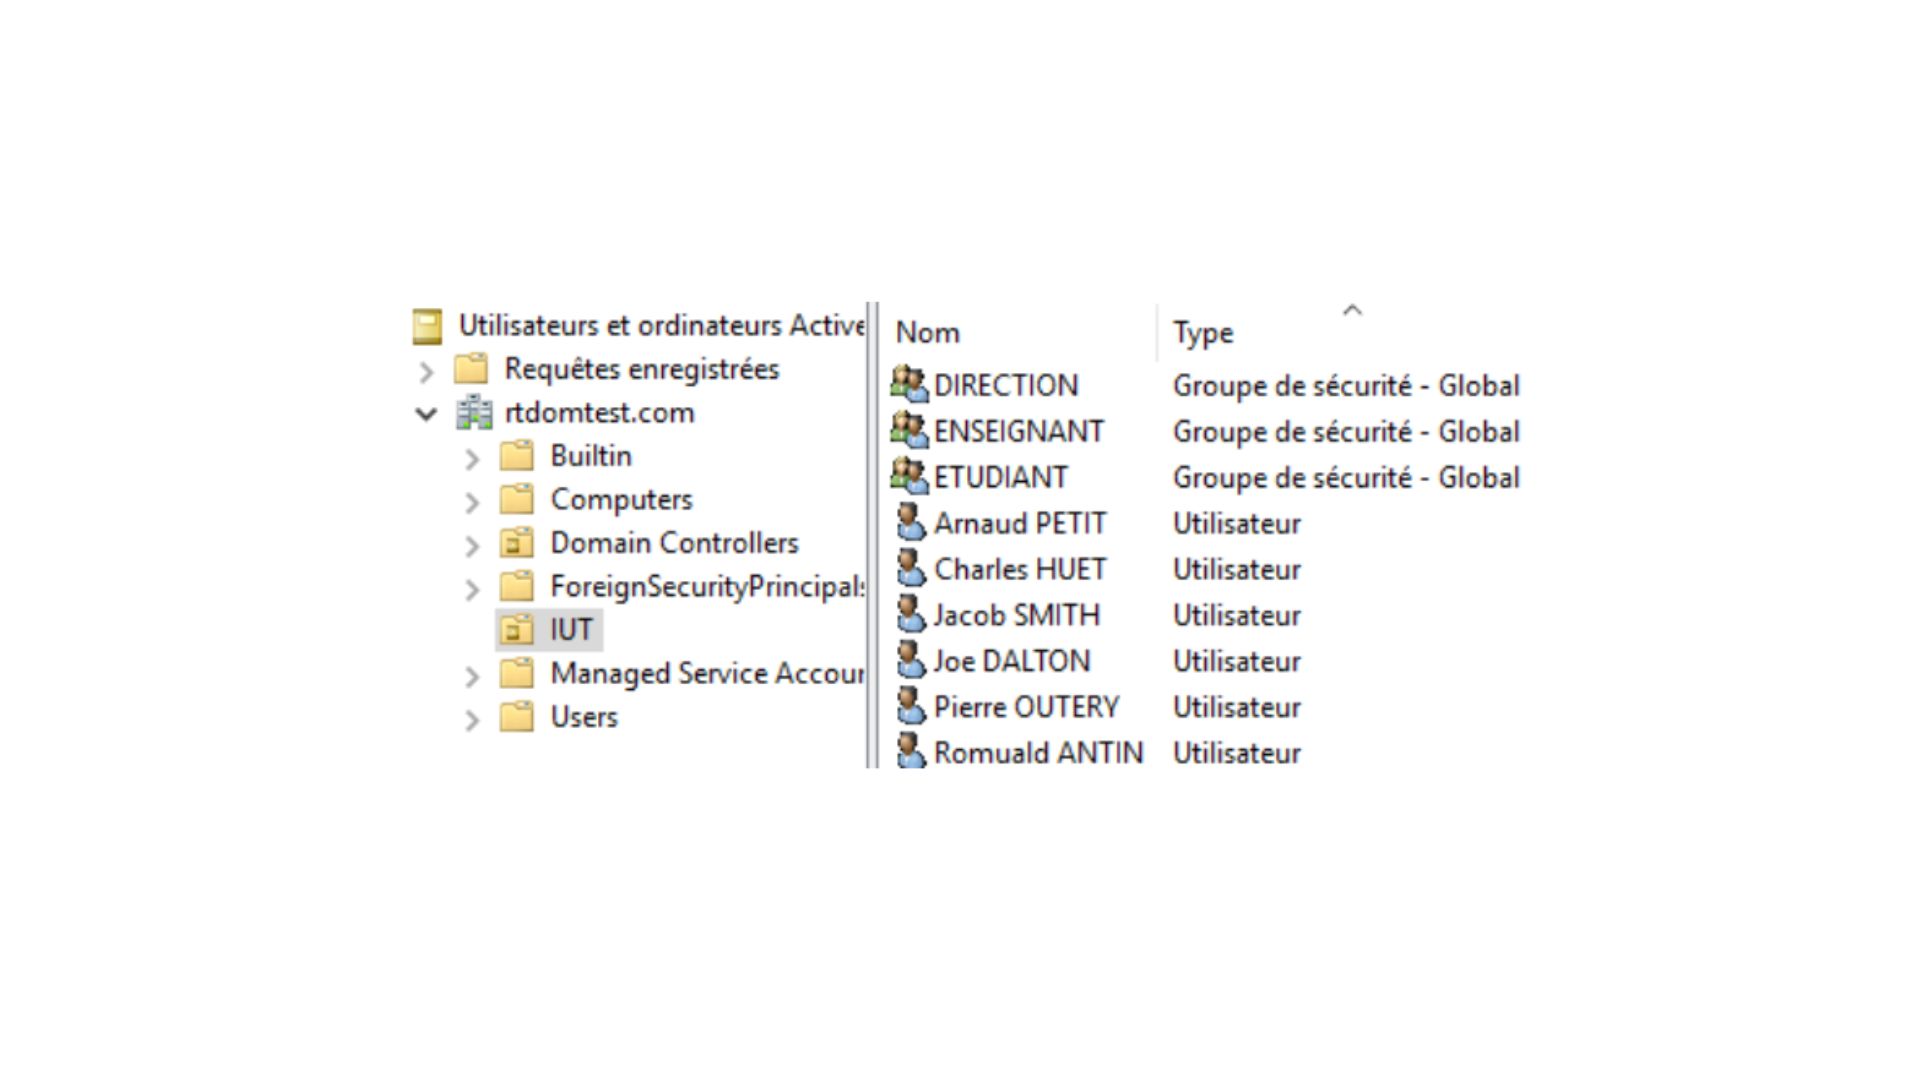 Utilisateurs et ordinateurs Active
Requêtes enregistrées
rtdomtest.com
Builtin
Computers
Domain Controllers
ForeignSecurityPrincipals
IUT
Managed Service Accour
Users
Nom Type
DIRECTION Groupe de sécurité - Global
ENSEIGNANT Groupe de sécurité - Global
ETUDIANT Groupe de sécurité - Global
Arnaud PETIT Utilisateur
Charles HUET Utilisateur
Jacob SMITH Utilisateur
Joe DALTON Utilisateur
Pierre OUTERY Utilisateur
Romuald ANTIN Utilisateur